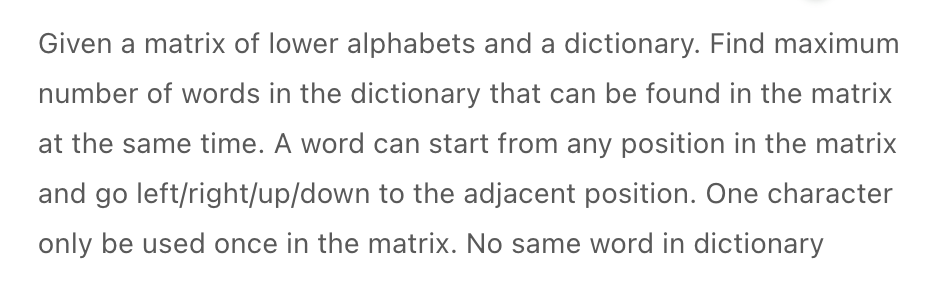 Given a matrix of lower alphabets and a dictionary. Find maximum
number of words in the dictionary that can be found in the matrix
at the same time. A word can start from any position in the matrix
and go left/right/up/down to the adjacent position. One character
only be used once in the matrix. No same word in dictionary